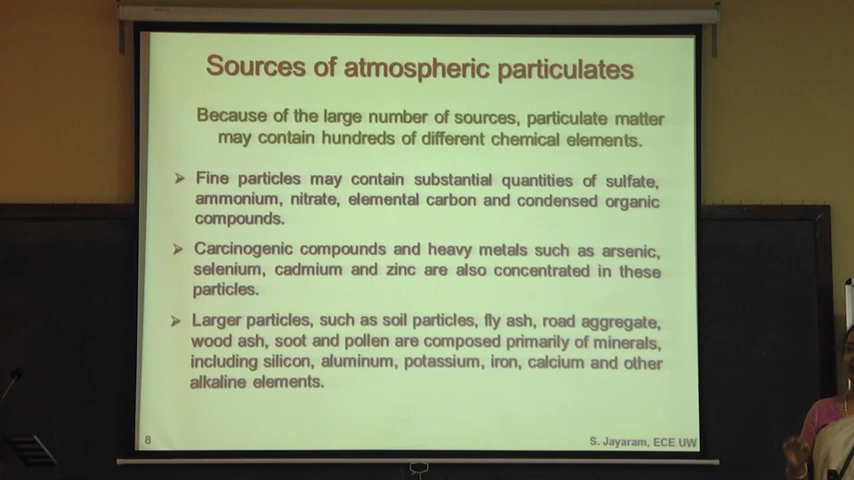 Sources of atmospheric particulates
Because of the large number of sources, particulate matter
may contain hundreds of different chemical elements.
➤ Fine particles may contain substantial quantities of sulfate,
ammonium, nitrate, elemental carbon and condensed organic
compounds.
➤ Carcinogenic compounds and heavy metals such as arsenic,
selenium, cadmium and zinc are also concentrated in these
particles.
➤ Larger particles, such as soil particles, fly ash, road aggregate,
wood ash, soot and pollen are composed primarily of minerals,
including silicon, aluminum, potassium, iron, calcium and other
alkaline elements.
8
S. Jayaram, ECE UW